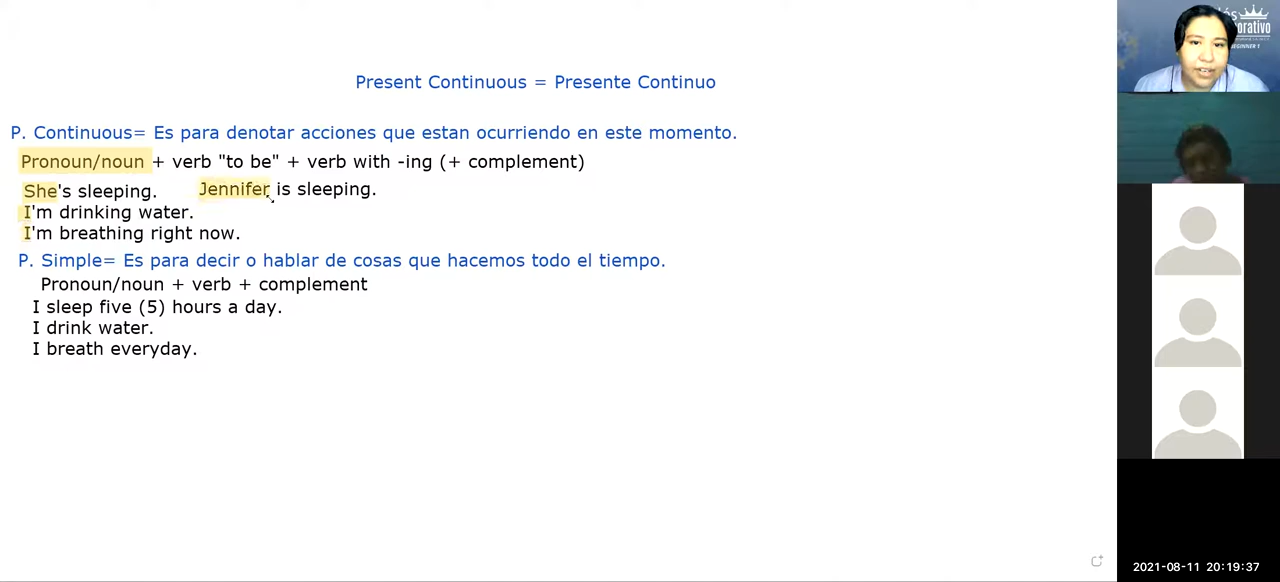 Present Continuous = Presente Continuo
P. Continuous= Es para denotar acciones que estan ocurriendo en este momento.
Pronoun/noun + verb "to be" + verb with -ing (+ complement)
She's sleeping. Jennifer is sleeping.
I'm drinking water.
I'm breathing right now.
P. Simple= Es para decir o hablar de cosas que hacemos todo el tiempo.
Pronoun/noun + verb + complement
I sleep five (5) hours a day.
I drink water.
I breath everyday.
BEGINNER 1
2021-08-11 20:19:37